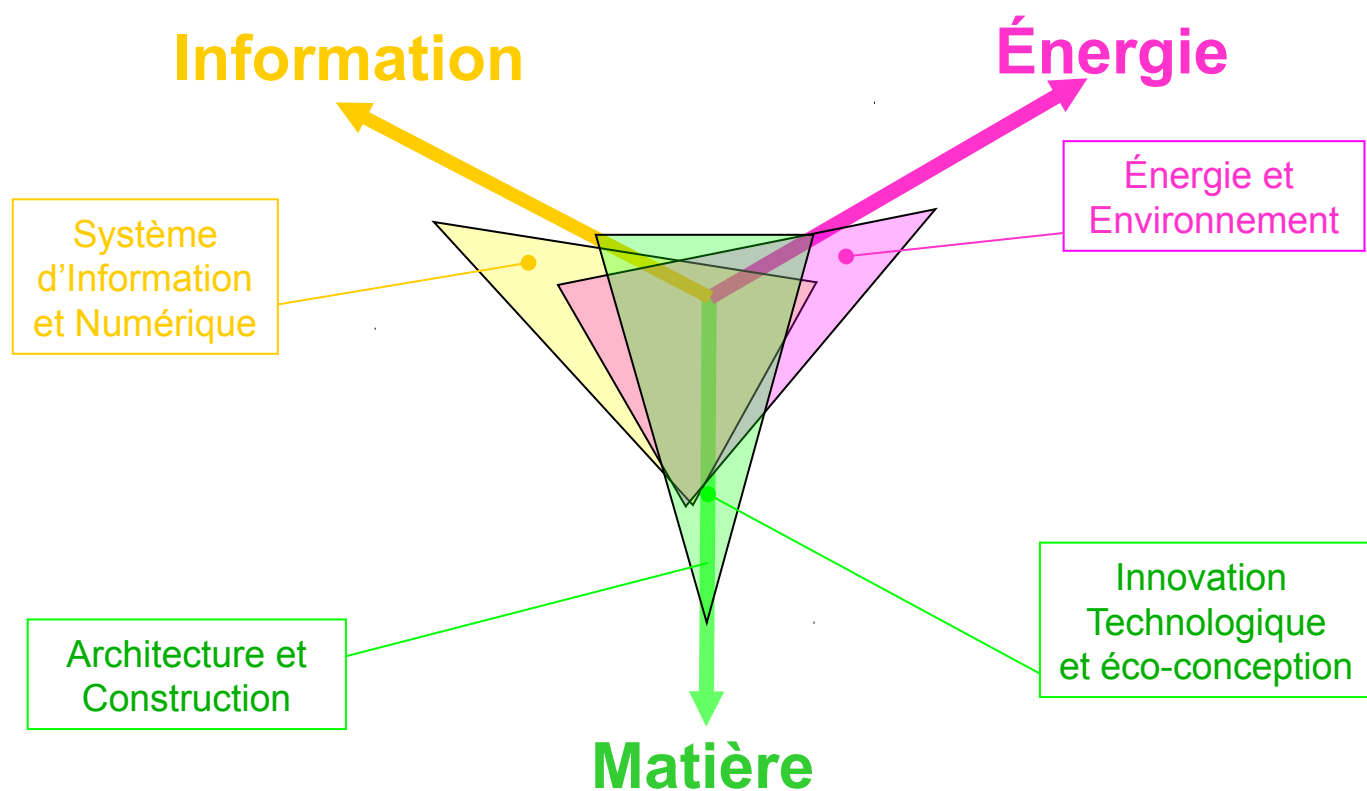 Information
Énergie
Énergie et
Environnement
Système
d’Information
et Numérique
Innovation
Technologique
et éco-conception
Architecture et
Construction
Matière